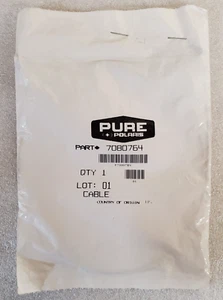 PURE
POLARIS
PART# 7080764
QTY 1
LOT: 01
CABLE
COUNTRY OF ORIGIN